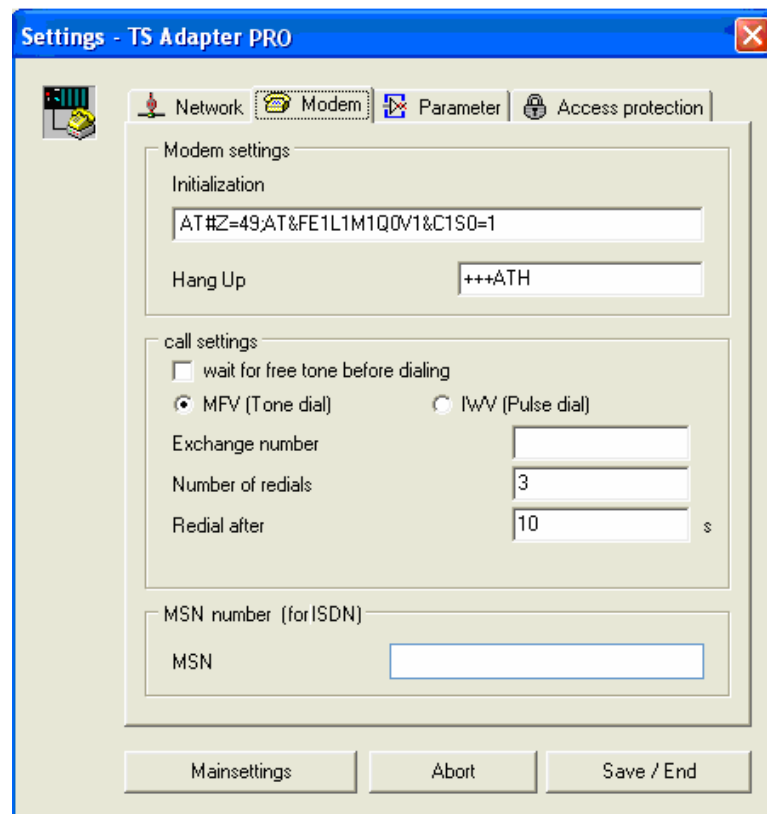 Settings - TS Adapter PRO
Network Modem Parameter Access protection
Modem settings
Initialization
AT#Z=49;AT&FE1L1M1Q0V1&C1S0=1
Hang Up +++ATH
call settings
wait for free tone before dialing
MFV (Tone dial) IWV (Pulse dial)
Exchange number
Number of redials 3
Redial after 10 s
MSN number (for ISDN)
MSN
Mainsettings Abort Save / End